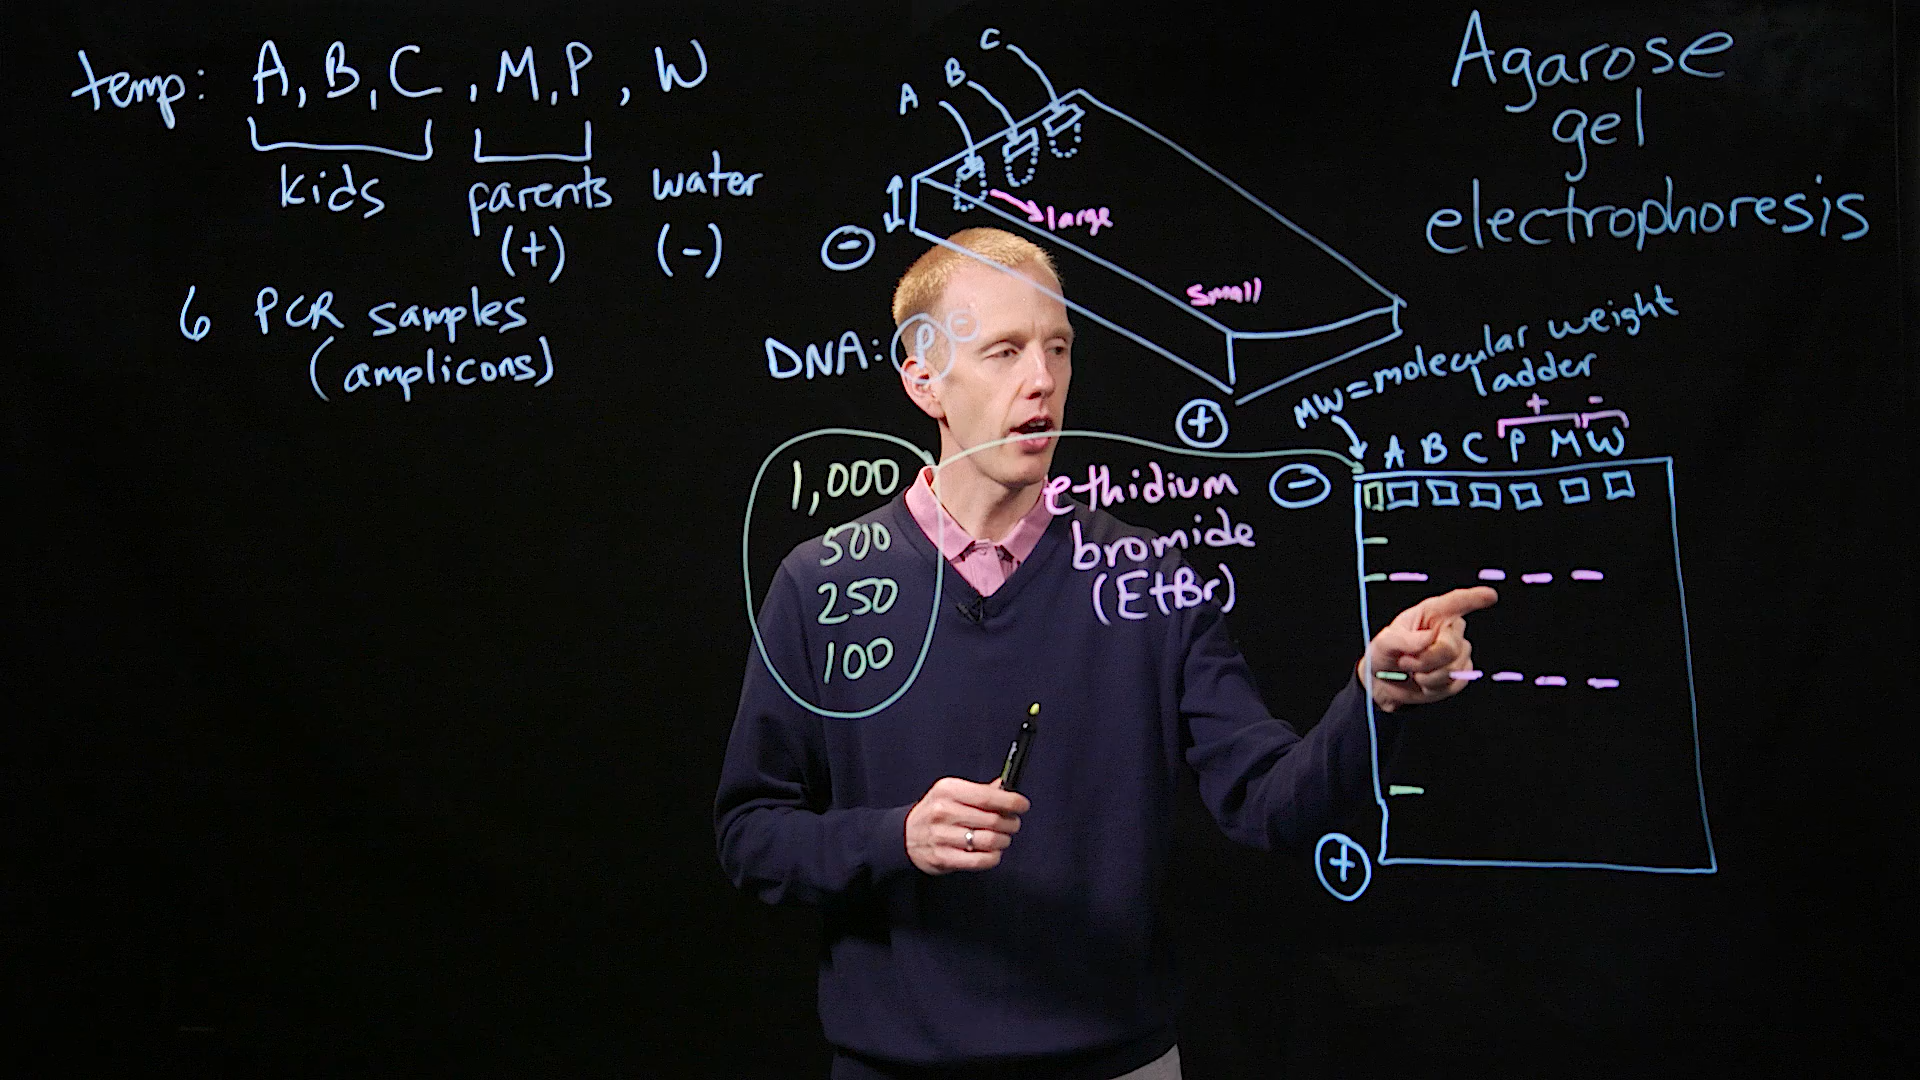 temp: A, B, C, M, P, W
kids
parents
(+)
water
(-)
6 PCR samples
(amplicons)
A
B
C
large
small
-
+
DNA: P -
Agarose
gel
electrophoresis
MW = molecular weight
ladder
+ -
A B C P M W
-
+
1,000
500
250
100
ethidium
bromide
(EtBr)